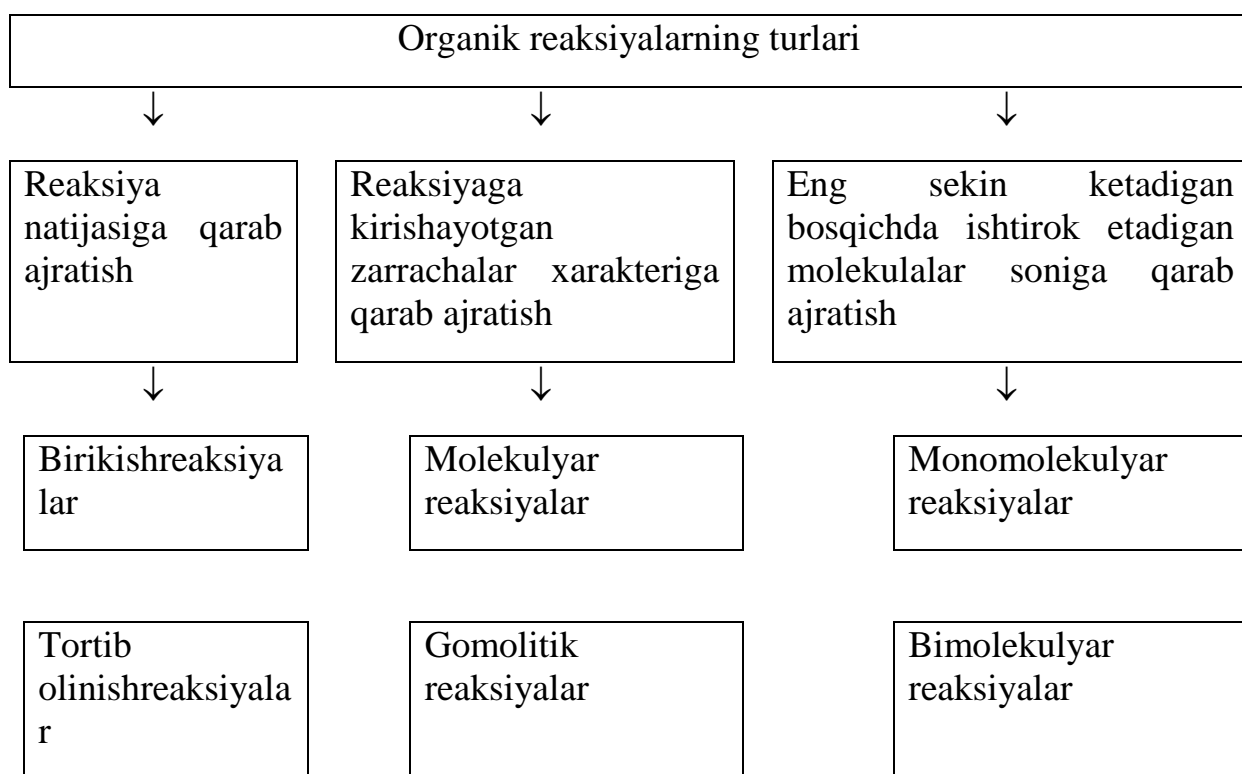 Organik reaksiyalarning turlari
↓ ↓ ↓
Reaksiya
natijasiga qarab
ajratish
Reaksiyaga
kirishayotgan
zarrachalar xarakteriga
qarab ajratish
Eng sekin ketadigan
bosqichda ishtirok etadigan
molekulalar soniga qarab
ajratish
↓ ↓ ↓
Birikishreaksiya
lar
Molekulyar
reaksiyalar
Monomolekulyar
reaksiyalar
Tortib
olinishreaksiyala
r
Gomolitik
reaksiyalar
Bimolekulyar
reaksiyalar